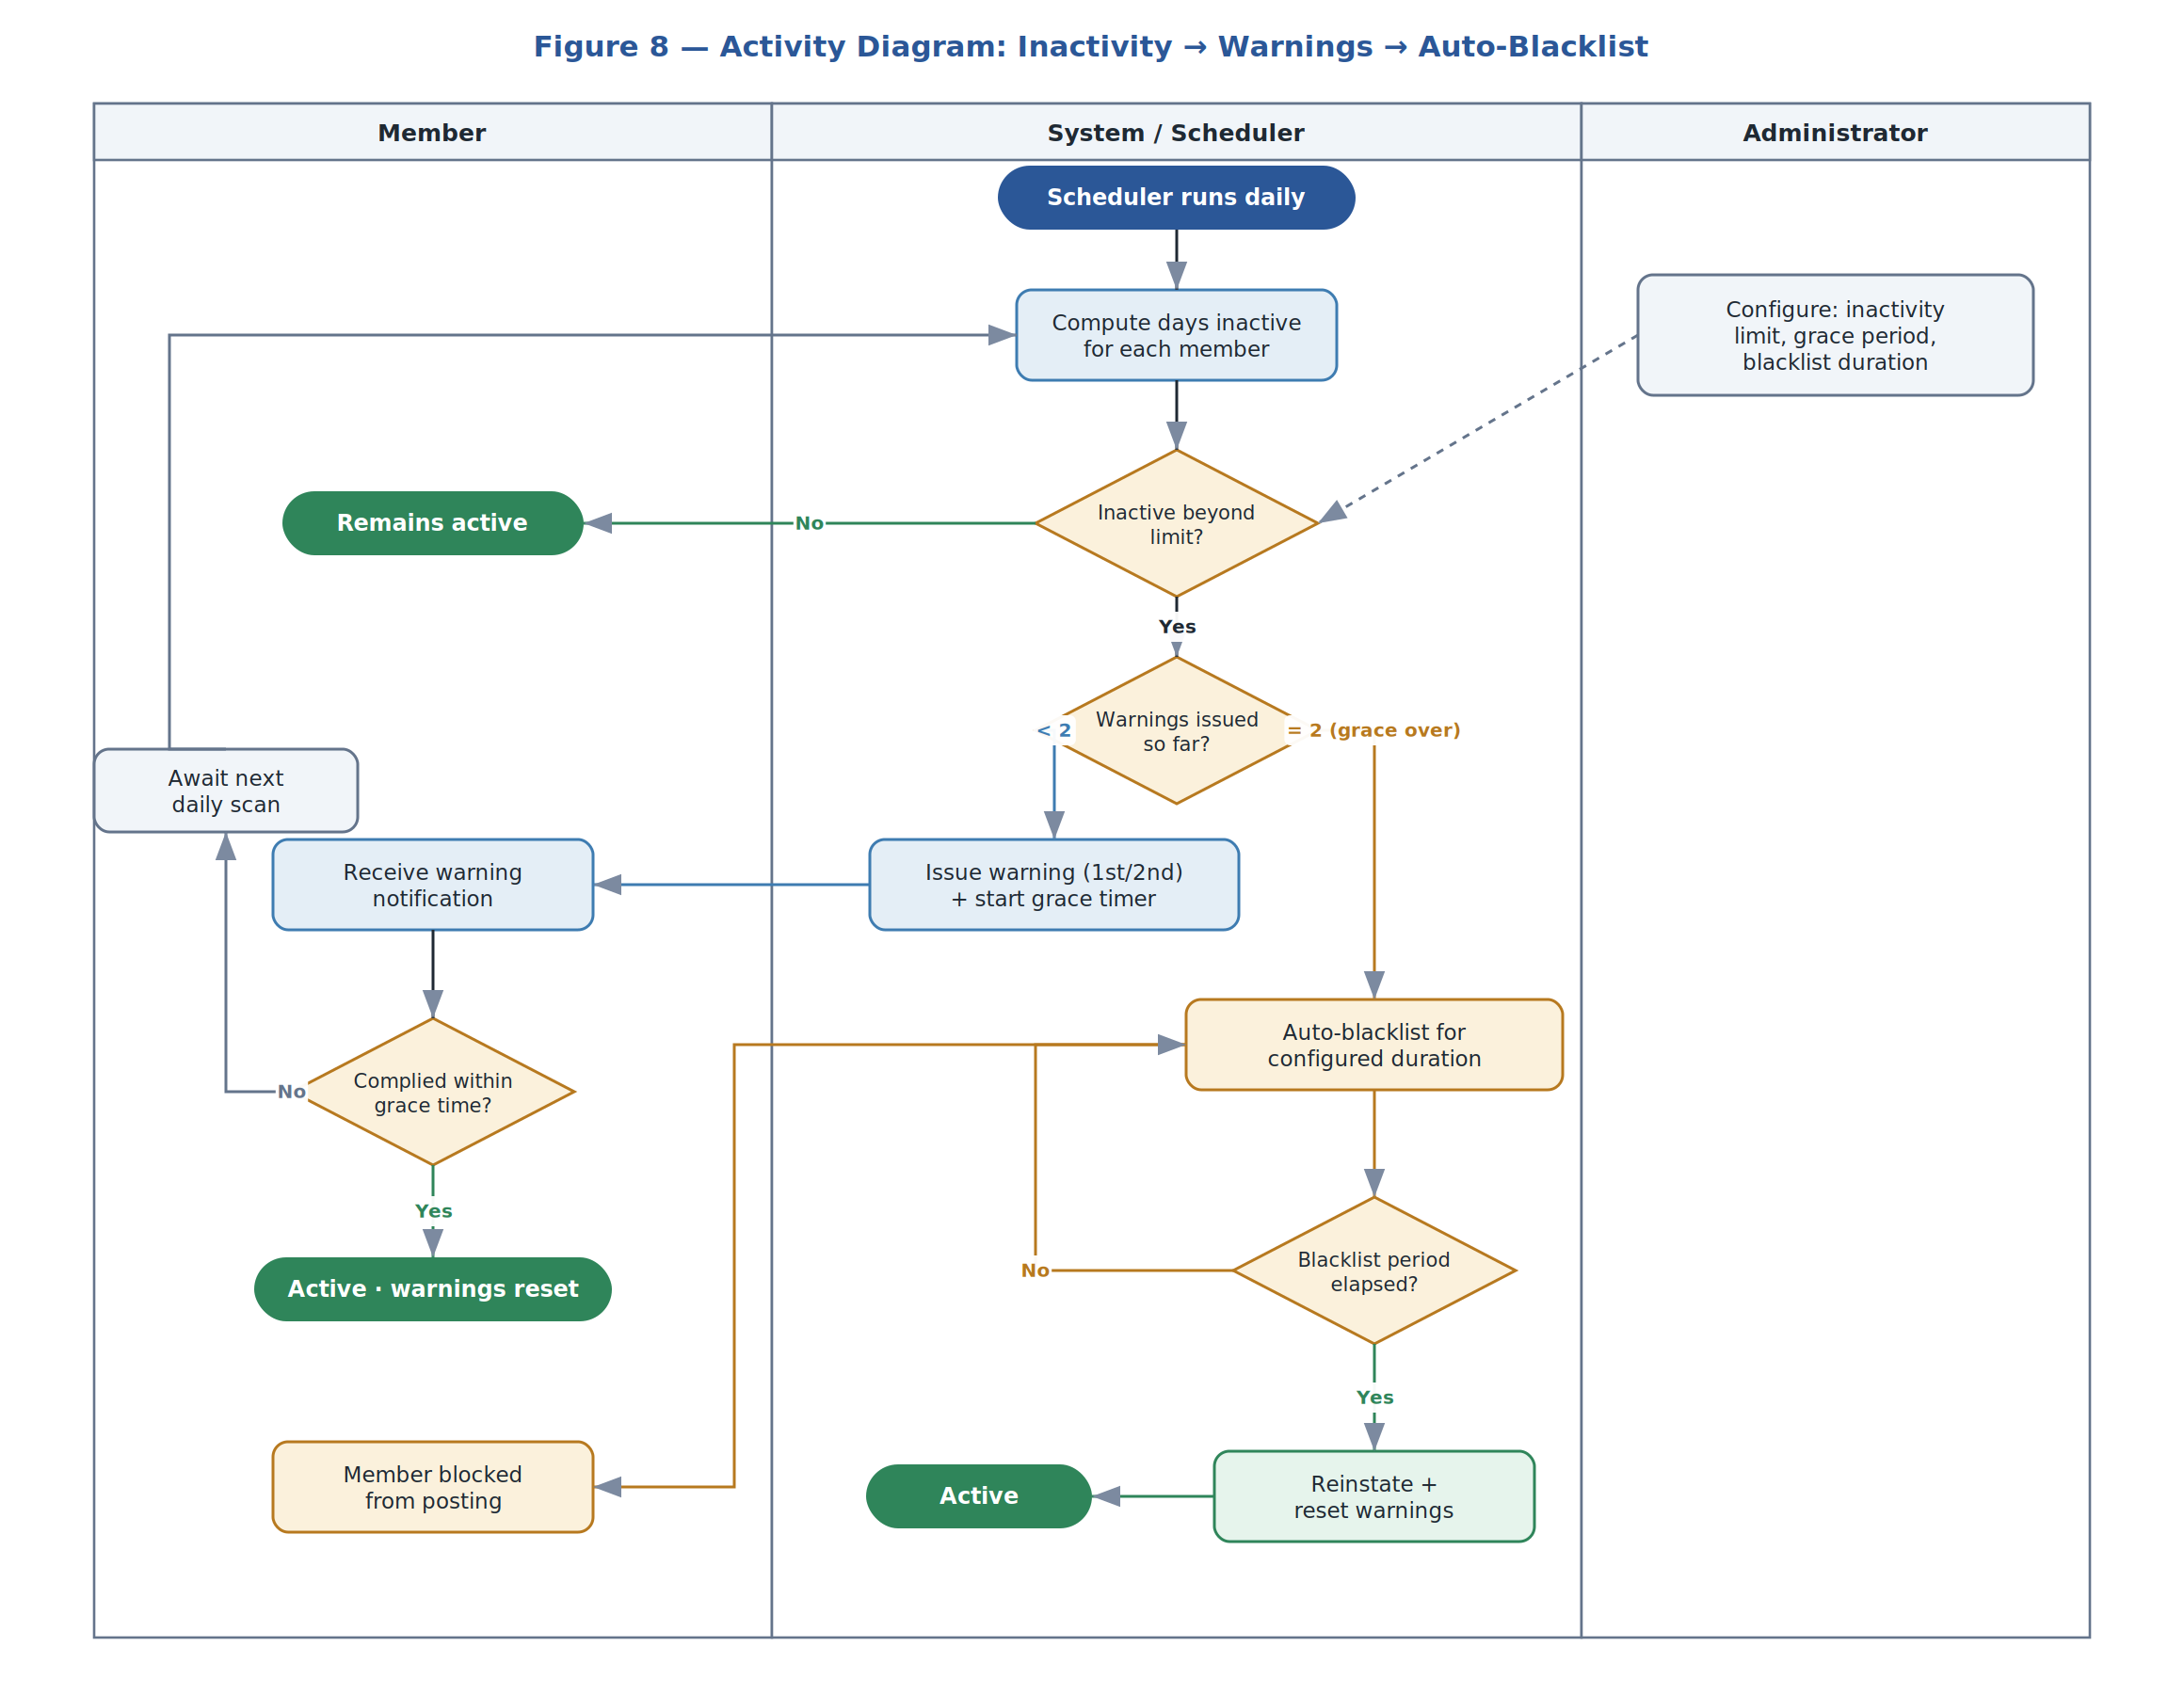 Figure 8 — Activity Diagram: Inactivity → Warnings → Auto-Blacklist
Member
System / Scheduler
Administrator
Scheduler runs daily
Compute days inactive
for each member
Configure: inactivity
limit, grace period,
blacklist duration
Inactive beyond
limit?
No
Remains active
Yes
Warnings issued
so far?
< 2
= 2 (grace over)
Await next
daily scan
Receive warning
notification
Issue warning (1st/2nd)
+ start grace timer
Auto-blacklist for
configured duration
Complied within
grace time?
No
Yes
Active · warnings reset
Blacklist period
elapsed?
No
Yes
Member blocked
from posting
Active
Reinstate +
reset warnings